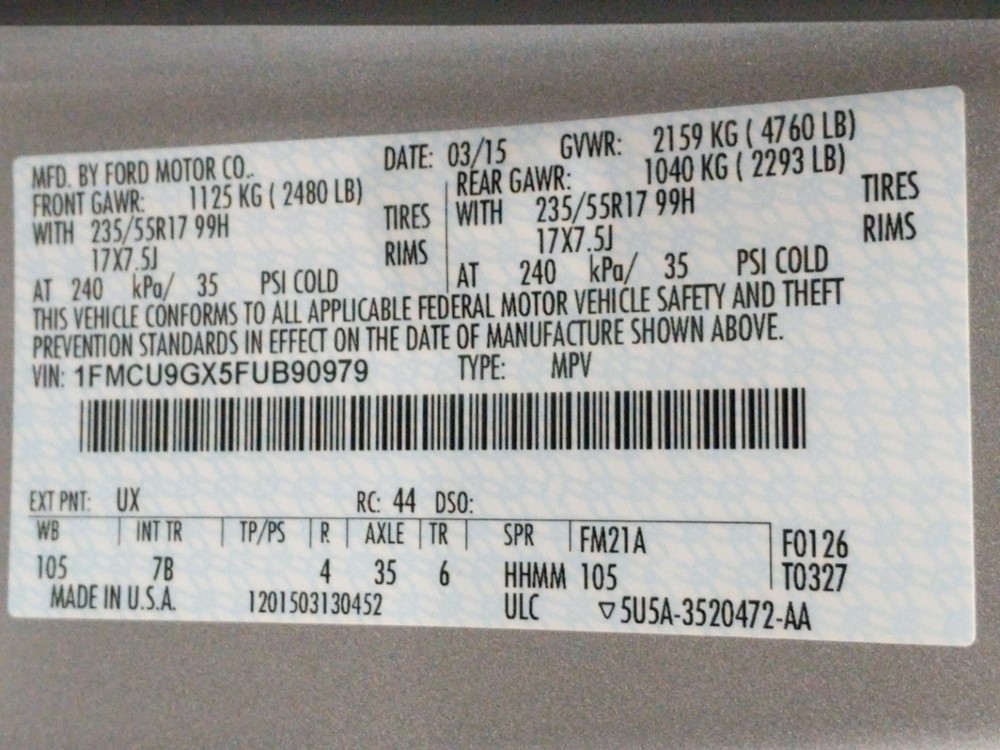 MFD. BY FORD MOTOR CO.. DATE: 03/15 GVWR: 2159 KG ( 4760 LB)
FRONT GAWR: 1125 KG ( 2480 LB) REAR GAWR: 1040 KG ( 2293 LB)
WITH 235/55R17 99H TIRES WITH 235/55R17 99H TIRES
17X7.5J RIMS 17X7.5J RIMS
AT 240 kPa/ 35 PSI COLD AT 240 kPa/ 35 PSI COLD
THIS VEHICLE CONFORMS TO ALL APPLICABLE FEDERAL MOTOR VEHICLE SAFETY AND THEFT
PREVENTION STANDARDS IN EFFECT ON THE DATE OF MANUFACTURE SHOWN ABOVE.
VIN: 1FMCU9GX5FUB90979 TYPE: MPV
EXT PNT: UX RC: 44 DSO:
WB INT TR TP/PS R AXLE TR SPR FM21A F0126
105 7B 4 35 6 HHMM 105 T0327
MADE IN U.S.A. 1201503130452 ULC ▽5U5A-3520472-AA